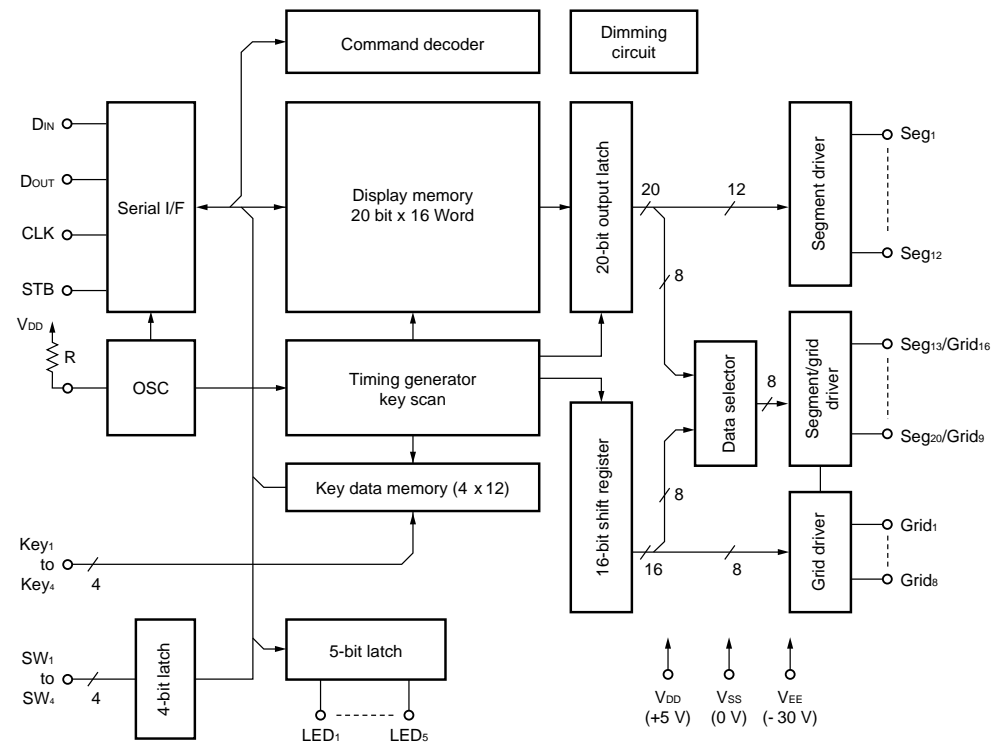 Command decoder
Dimming
circuit
DIN
DOUT
CLK
STB
Serial I/F
Display memory
20 bit x 16 Word
20-bit output latch
20
12
8
Segment driver
Seg1
Seg12
VDD
R
OSC
Timing generator
key scan
Data selector
8
Segment/grid
driver
Seg13/Grid16
Seg20/Grid9
Key data memory (4 x 12)
16-bit shift register
8
16
8
Grid driver
Grid1
Grid8
Key1
to
Key4
4
SW1
to
SW4
4
4-bit latch
5-bit latch
LED1
LED5
VDD
(+5 V)
VSS
(0 V)
VEE
(- 30 V)